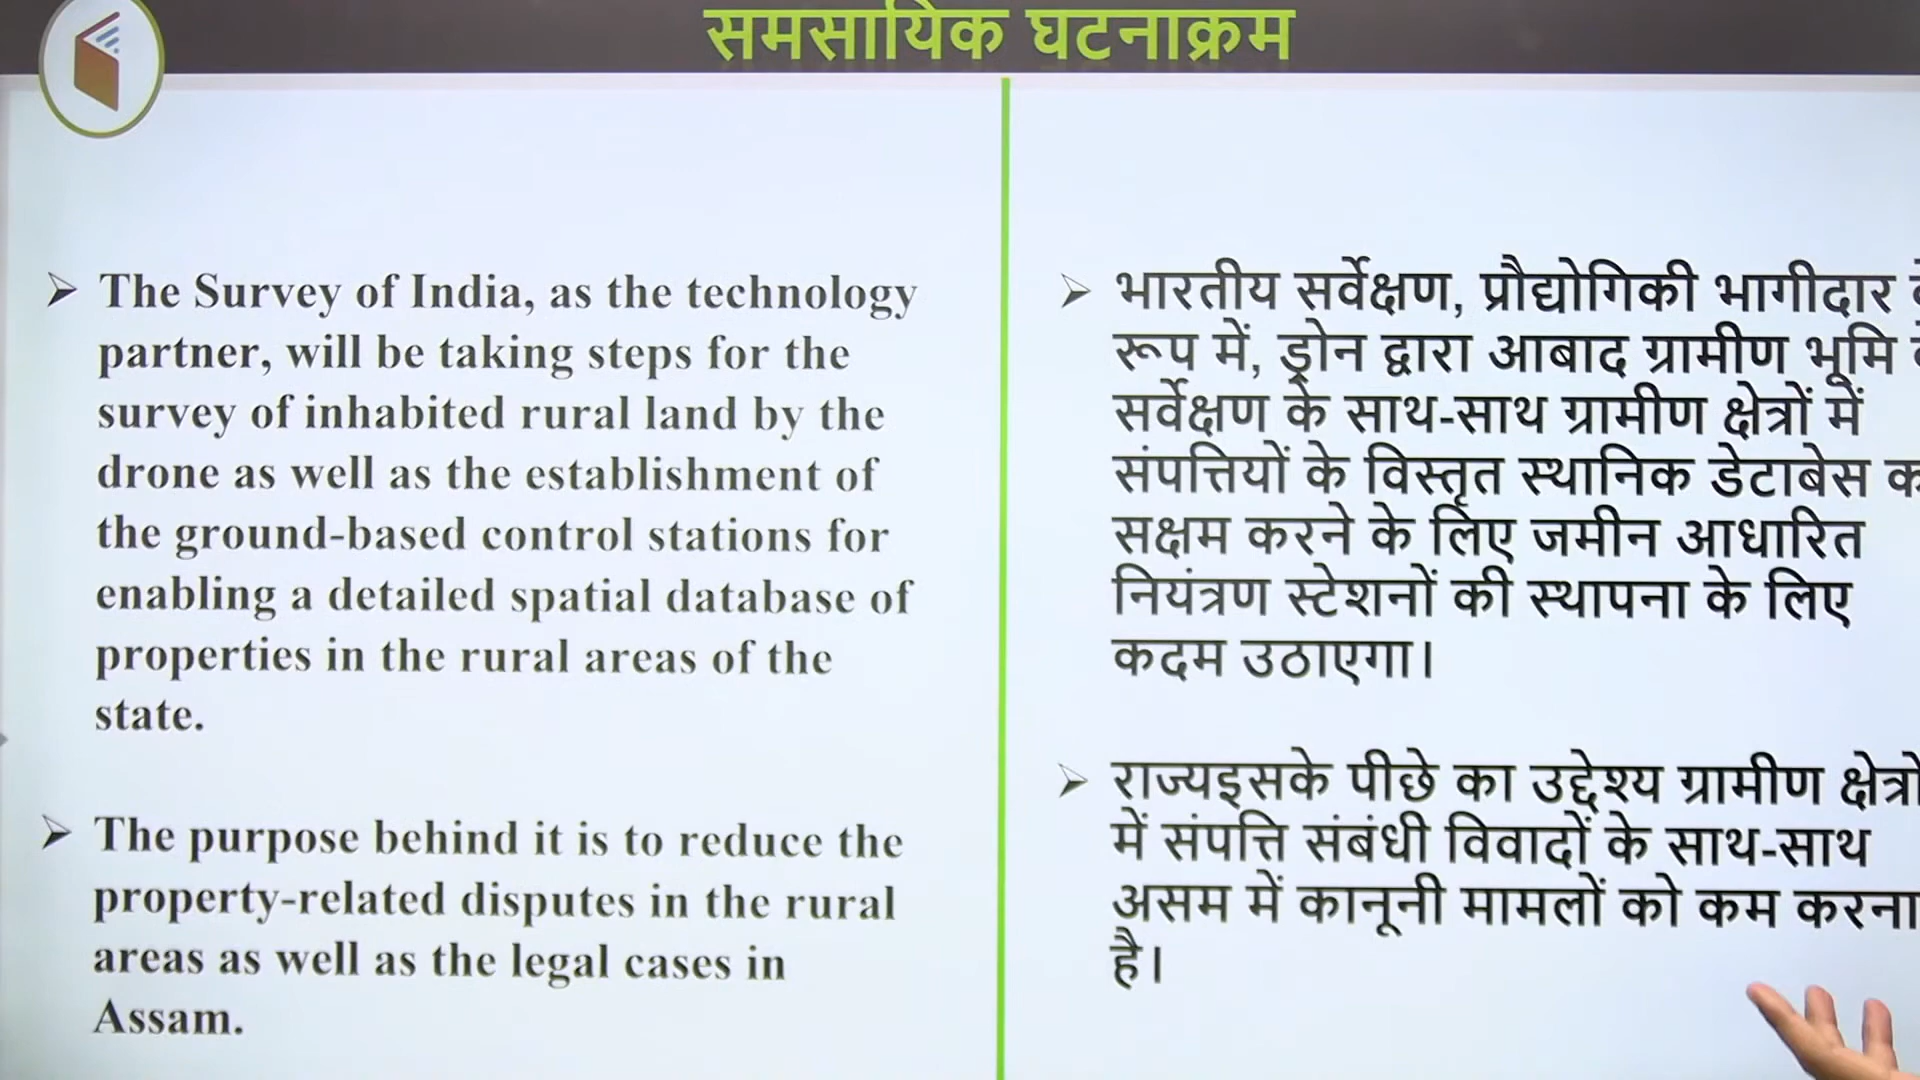 समसायिक घटनाक्रम
➢ The Survey of India, as the technology
partner, will be taking steps for the
survey of inhabited rural land by the
drone as well as the establishment of
the ground-based control stations for
enabling a detailed spatial database of
properties in the rural areas of the
state.
➢ The purpose behind it is to reduce the
property-related disputes in the rural
areas as well as the legal cases in
Assam.
➢ भारतीय सर्वेक्षण, प्रौद्योगिकी भागीदार
रूप में, ड्रोन द्वारा आबाद ग्रामीण भूमि
सर्वेक्षण के साथ-साथ ग्रामीण क्षेत्रों में
संपत्तियों के विस्तृत स्थानिक डेटाबेस
सक्षम करने के लिए जमीन आधारित
नियंत्रण स्टेशनों की स्थापना के लिए
कदम उठाएगा।
➢ राज्यइसके पीछे का उद्देश्य ग्रामीण क्षेत्रों
में संपत्ति संबंधी विवादों के साथ-साथ
असम में कानूनी मामलों को कम करना
है।